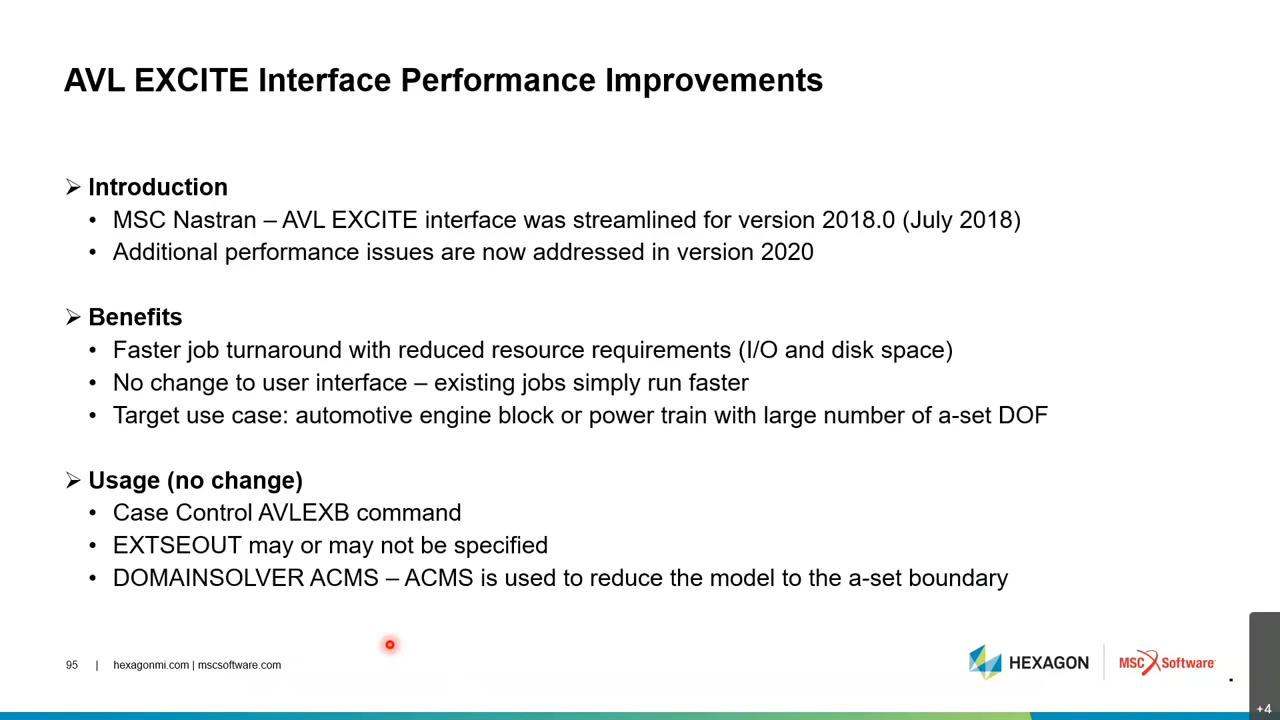 AVL EXCITE Interface Performance Improvements
➢ Introduction
• MSC Nastran – AVL EXCITE interface was streamlined for version 2018.0 (July 2018)
• Additional performance issues are now addressed in version 2020
➢ Benefits
• Faster job turnaround with reduced resource requirements (I/O and disk space)
• No change to user interface – existing jobs simply run faster
• Target use case: automotive engine block or power train with large number of a-set DOF
➢ Usage (no change)
• Case Control AVLEXB command
• EXTSEOUT may or may not be specified
• DOMAINSOLVER ACMS – ACMS is used to reduce the model to the a-set boundary
95 | hexagonmi.com | mscsoftware.com
HEXAGON
MSC Software
+4